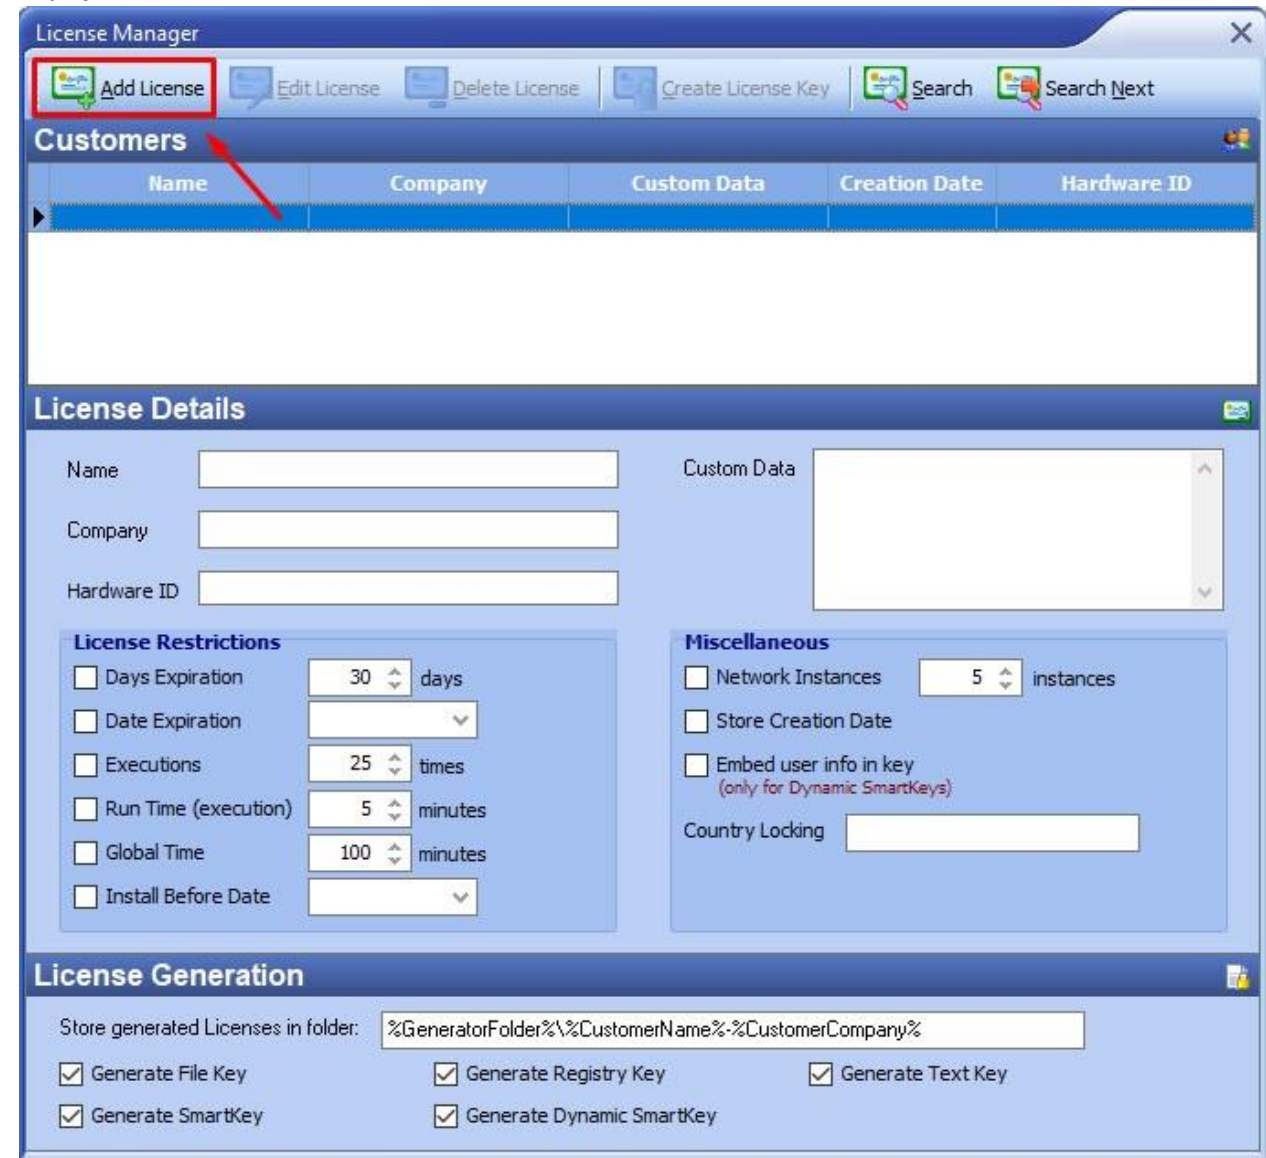 License Manager
Add License Edit License Delete License Create License Key Search Search Next
Customers
Name Company Custom Data Creation Date Hardware ID
License Details
Name Custom Data
Company
Hardware ID
License Restrictions Miscellaneous
Days Expiration 30 days Network Instances 5 instances
Date Expiration Store Creation Date
Executions 25 times Embed user info in key
(only for Dynamic SmartKeys)
Run Time (execution) 5 minutes
Country Locking
Global Time 100 minutes
Install Before Date
License Generation
Store generated Licenses in folder: %GeneratorFolder%\%CustomerName%-%CustomerCompany%
Generate File Key Generate Registry Key Generate Text Key
Generate SmartKey Generate Dynamic SmartKey